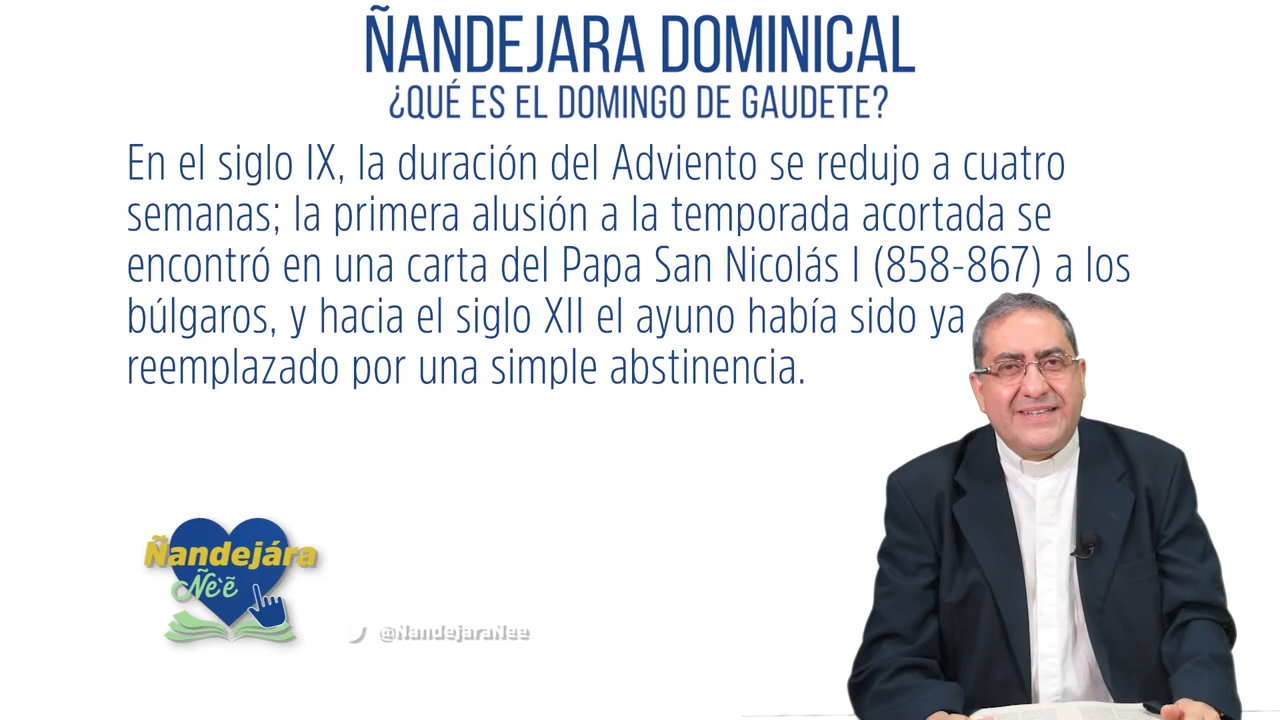 ÑANDEJARA DOMINICAL
¿QUÉ ES EL DOMINGO DE GAUDETE?
En el siglo IX, la duración del Adviento se redujo a cuatro
semanas; la primera alusión a la temporada acortada se
encontró en una carta del Papa San Nicolás I (858-867) a los
búlgaros, y hacia el siglo XII el ayuno había sido ya
reemplazado por una simple abstinencia.
Ñandejára
Ñe'ẽ
@NandejaraNee